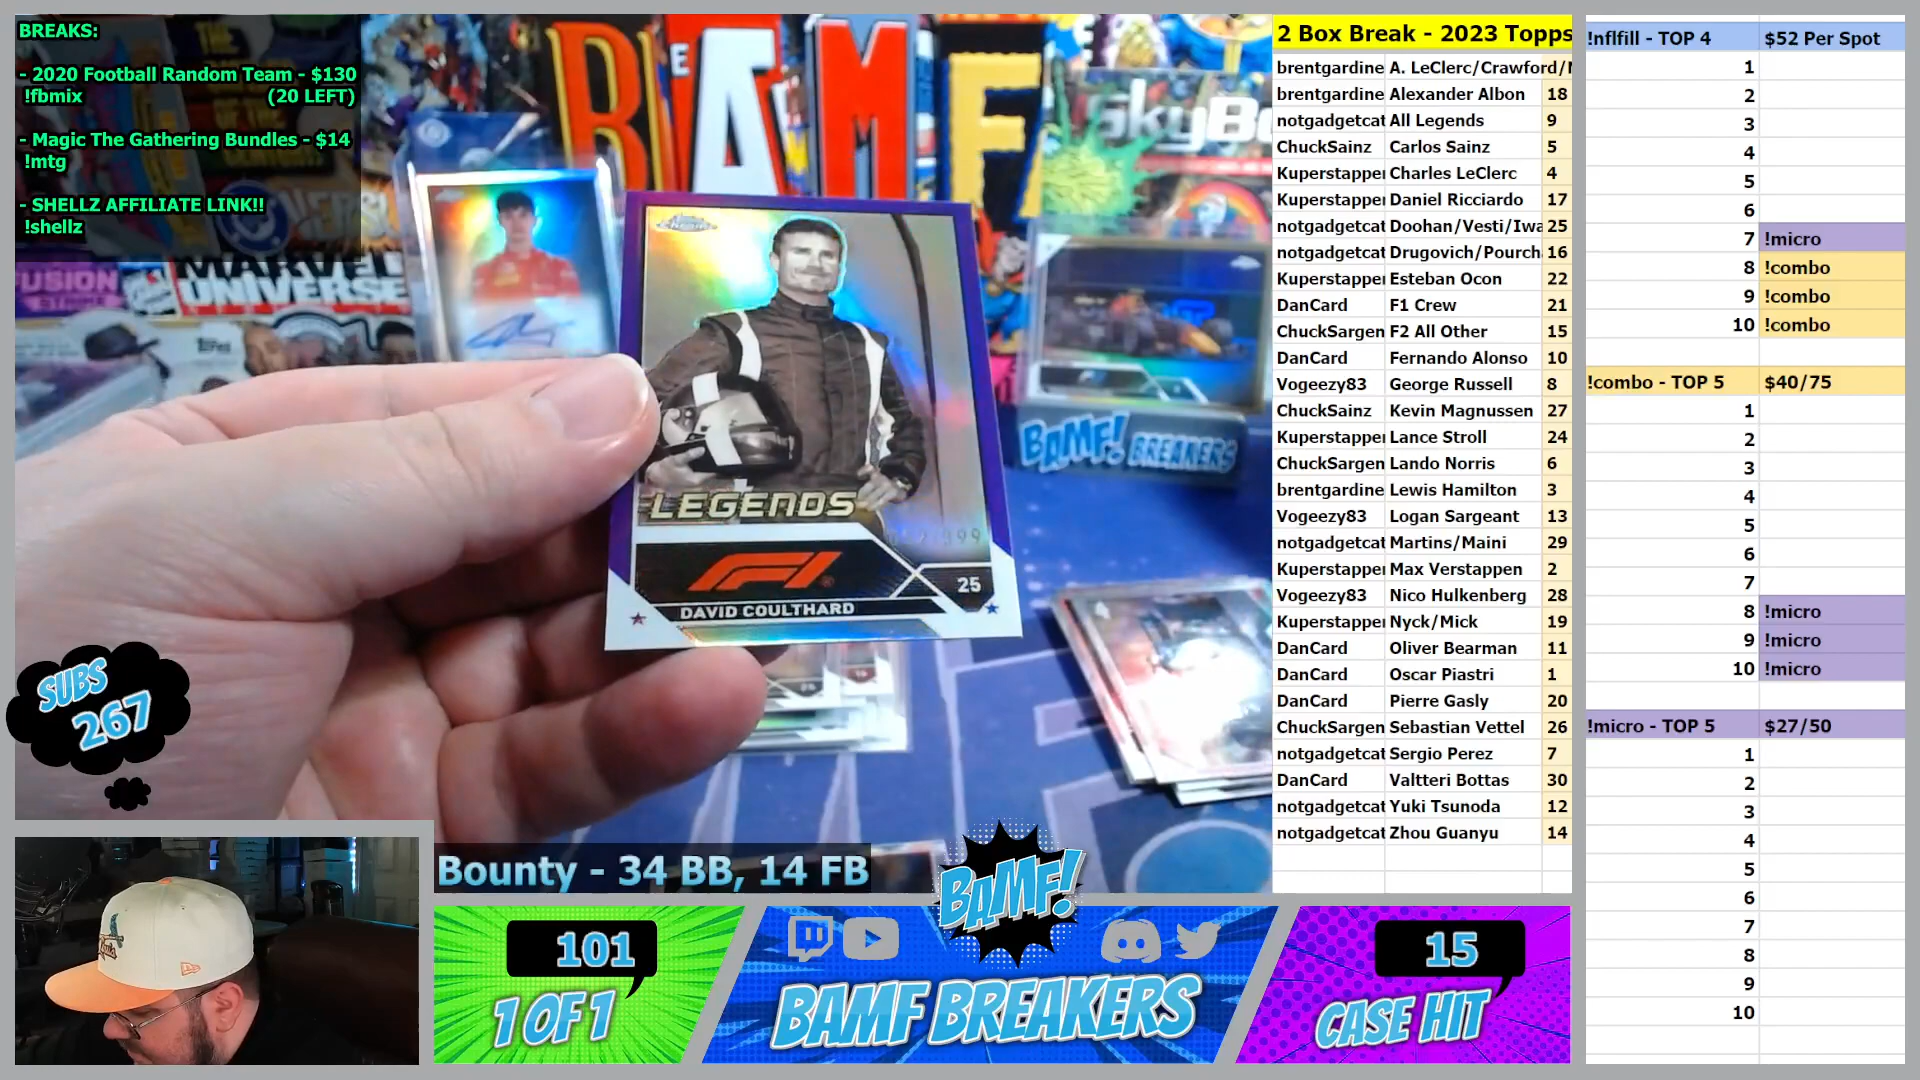 BREAKS:
- 2020 Football Random Team - $130
!fbmix (20 LEFT)
- Magic The Gathering Bundles - $14
!mtg
- SHELLZ AFFILIATE LINK!!
!shellz
FUSION
MARVEL
UNIVERSE
BAMF
SkyBo
LEGENDS
F1
25
DAVID COULTHARD
BAMF! BREAKERS
SUBS
267
Bounty - 34 BB, 14 FB
BAMF!
101
1 OF 1
BAMF BREAKERS
15
CASE HIT
2 Box Break - 2023 Topps
brentgardine A. LeClerc/Crawford/
brentgardine Alexander Albon 18
notgadgetcat All Legends 9
ChuckSainz Carlos Sainz 5
Kuperstapper Charles LeClerc 4
Kuperstapper Daniel Ricciardo 17
notgadgetcat Doohan/Vesti/Iwa 25
notgadgetcat Drugovich/Pourch 16
Kuperstapper Esteban Ocon 22
DanCard F1 Crew 21
ChuckSargen F2 All Other 15
DanCard Fernando Alonso 10
Vogeezy83 George Russell 8
ChuckSainz Kevin Magnussen 27
Kuperstapper Lance Stroll 24
ChuckSargen Lando Norris 6
brentgardine Lewis Hamilton 3
Vogeezy83 Logan Sargeant 13
notgadgetcat Martins/Maini 29
Kuperstapper Max Verstappen 2
Vogeezy83 Nico Hulkenberg 28
Kuperstapper Nyck/Mick 19
DanCard Oliver Bearman 11
DanCard Oscar Piastri 1
DanCard Pierre Gasly 20
ChuckSargen Sebastian Vettel 26
notgadgetcat Sergio Perez 7
DanCard Valtteri Bottas 30
notgadgetcat Yuki Tsunoda 12
notgadgetcat Zhou Guanyu 14
!nflfill - TOP 4 $52 Per Spot
1
2
3
4
5
6
7 !micro
8 !combo
9 !combo
10 !combo
!combo - TOP 5 $40/75
1
2
3
4
5
6
7
8 !micro
9 !micro
10 !micro
!micro - TOP 5 $27/50
1
2
3
4
5
6
7
8
9
10